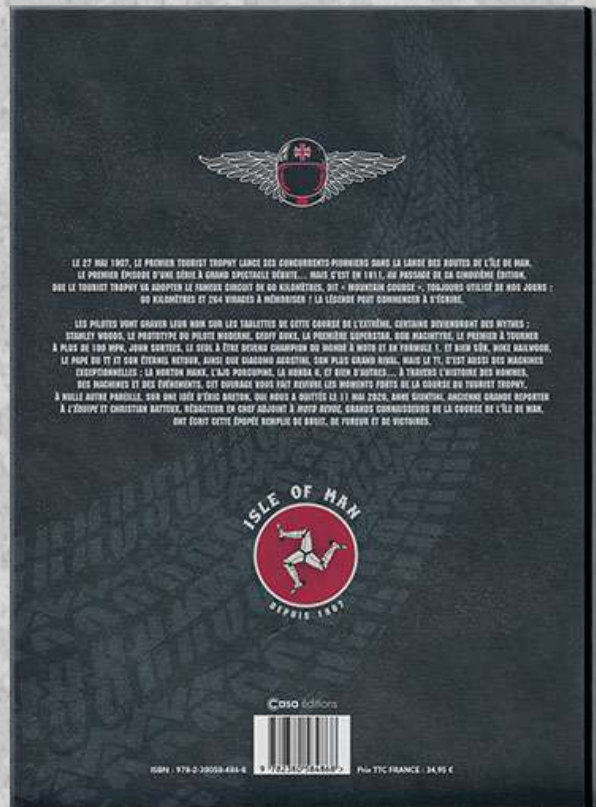 LE 27 MAI 1907, LE PREMIER TOURIST TROPHY LANCE SES CONCURRENTS-PIONNIERS DANS LA LANDE DES ROUTES DE L'ÎLE DE MAN.
LE PREMIER ÉPISODE D'UNE SÉRIE À GRAND SPECTACLE DÉBUTE... MAIS C'EST EN 1911, AU PASSAGE DE SA CINQUIÈME ÉDITION,
QUE LE TOURIST TROPHY VA ADOPTER LE FAMEUX CIRCUIT DE 60 KILOMÈTRES, DIT « MOUNTAIN COURSE », TOUJOURS UTILISÉ DE NOS JOURS :
60 KILOMÈTRES ET 264 VIRAGES À MÉMORISER ! LA LÉGENDE PEUT COMMENCER À S'ÉCRIRE.
LES PILOTES VONT GRAVER LEUR NOM SUR LES TABLETTES DE CETTE COURSE DE L'EXTRÊME, CERTAINS DEVIENDRONT DES MYTHES :
STANLEY WOODS, LE PROTOTYPE DU PILOTE MODERNE, GEOFF DUKE, LA PREMIÈRE SUPERSTAR, BOB MACINTYRE, LE PREMIER À TOURNER
À PLUS DE 100 MPH, JOHN SURTEES, LE SEUL À ÊTRE DEVENU CHAMPION DU MONDE À MOTO ET EN FORMULE 1, ET BIEN SÛR, MIKE HAILWOOD,
LE PAPE DU TT ET SON ÉTERNEL RETOUR, AINSI QUE GIACOMO AGOSTINI, SON PLUS GRAND RIVAL, MAIS LE TT, C'EST AUSSI DES MACHINES
EXCEPTIONNELLES : LA NORTON MANX, L'AJS PORCUPINE, LA HONDA 6, ET BIEN D'AUTRES... À TRAVERS L'HISTOIRE DES HOMMES,
DES MACHINES ET DES ÉVÉNEMENTS, CET OUVRAGE VOUS FAIT REVIVRE LES MOMENTS FORTS DE LA COURSE DU TOURIST TROPHY,
À NULLE AUTRE PAREILLE. SUR UNE IDÉE D'ÉRIC BRETON, QUI NOUS A QUITTÉS LE 11 MAI 2020, ANNE GIUNTINI, ANCIENNE GRANDE REPORTER
À L'ÉQUIPE ET CHRISTIAN BATTEUX, RÉDACTEUR EN CHEF ADJOINT À MOTO REVUE, GRANDS CONNAISSEURS DE LA COURSE DE L'ÎLE DE MAN,
ONT ÉCRIT CETTE ÉPOPÉE REMPLIE DE BRUIT, DE FUREUR ET DE VICTOIRES.
ISLE OF MAN
DEPUIS 1907
Casa éditions
ISBN : 978-2-38058-486-8
9 782380 584868
Prix TTC FRANCE : 34,95 €